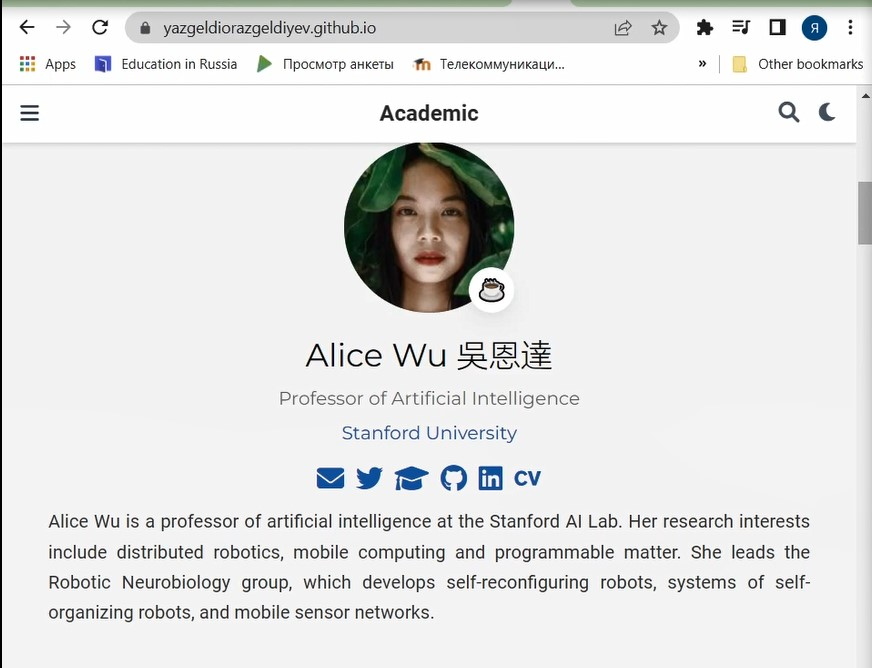 yazgeldiorazgeldiyev.github.io
Я
Apps
Education in Russia
Просмотр анкеты
Телекоммуникаци...
»
Other bookmarks
Academic
Alice Wu 吳恩達
Professor of Artificial Intelligence
Stanford University
CV
Alice Wu is a professor of artificial intelligence at the Stanford AI Lab. Her research interests
include distributed robotics, mobile computing and programmable matter. She leads the
Robotic Neurobiology group, which develops self-reconfiguring robots, systems of self-
organizing robots, and mobile sensor networks.